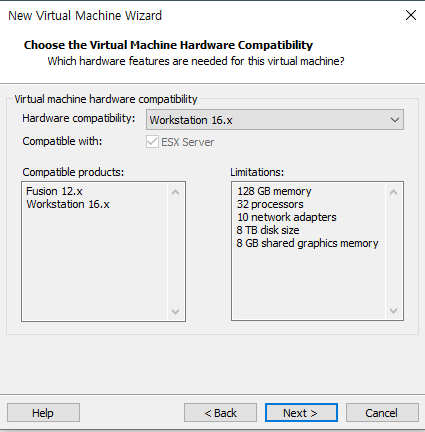 New Virtual Machine Wizard
Choose the Virtual Machine Hardware Compatibility
Which hardware features are needed for this virtual machine?
Virtual machine hardware compatibility
Hardware compatibility: Workstation 16.x
Compatible with: ESX Server
Compatible products:
Fusion 12.x
Workstation 16.x
Limitations:
128 GB memory
32 processors
10 network adapters
8 TB disk size
8 GB shared graphics memory
Help < Back Next > Cancel